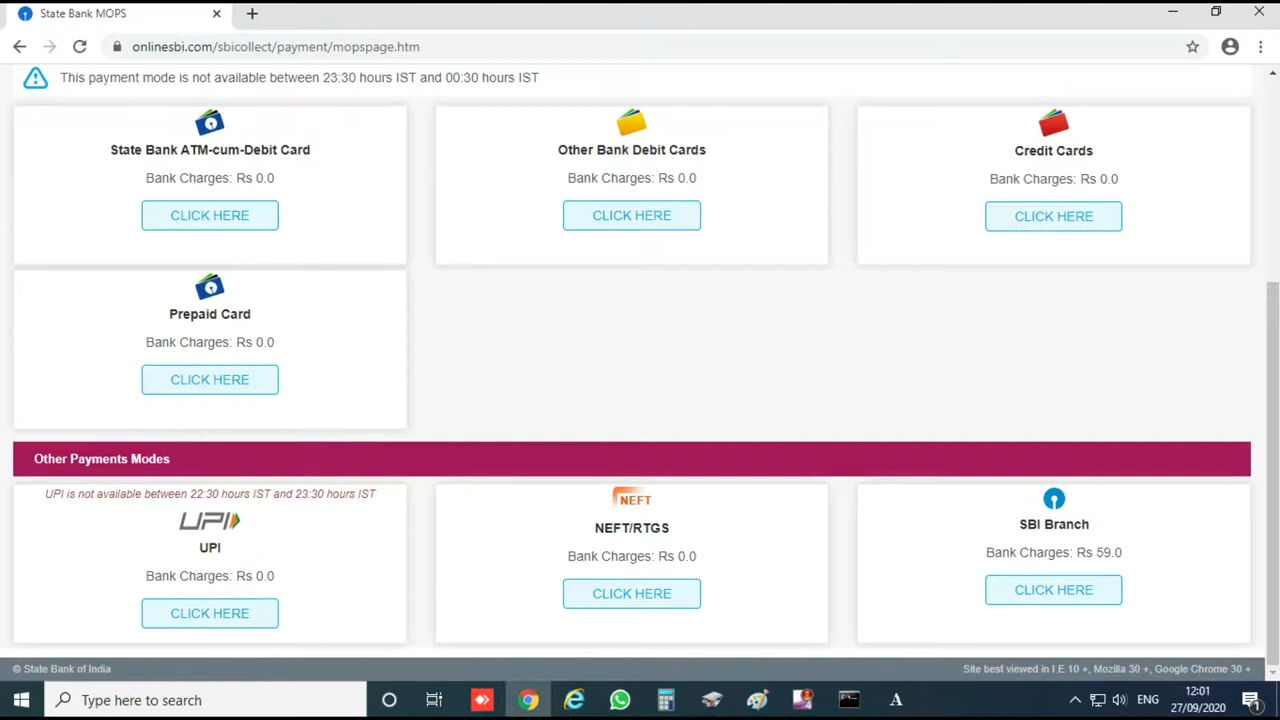 State Bank MOPS
onlinesbi.com/sbicollect/payment/mopspage.htm
This payment mode is not available between 23:30 hours IST and 00:30 hours IST
State Bank ATM-cum-Debit Card
Bank Charges: Rs 0.0
CLICK HERE
Other Bank Debit Cards
Bank Charges: Rs 0.0
CLICK HERE
Credit Cards
Bank Charges: Rs 0.0
CLICK HERE
Prepaid Card
Bank Charges: Rs 0.0
CLICK HERE
Other Payments Modes
UPI is not available between 22:30 hours IST and 23:30 hours IST
UPI
UPI
Bank Charges: Rs 0.0
CLICK HERE
NEFT
NEFT/RTGS
Bank Charges: Rs 0.0
CLICK HERE
SBI Branch
Bank Charges: Rs 59.0
CLICK HERE
© State Bank of India
Site best viewed in I.E 10 +, Mozilla 30 +, Google Chrome 30 +
Type here to search
A
ENG
12:01
27/09/2020
1